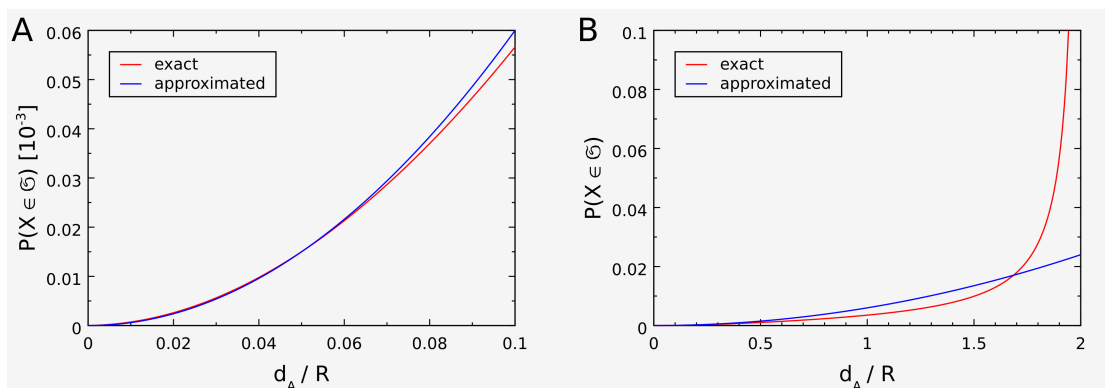 A
0.06
0.05
0.04
0.03
0.02
0.01
0
P(X ∈ 𝔖) [10⁻³]
exact
approximated
0
0.02
0.04
0.06
0.08
0.1
d_A / R
B
0.1
0.08
0.06
0.04
0.02
0
P(X ∈ 𝔖)
exact
approximated
0
0.5
1
1.5
2
d_A / R